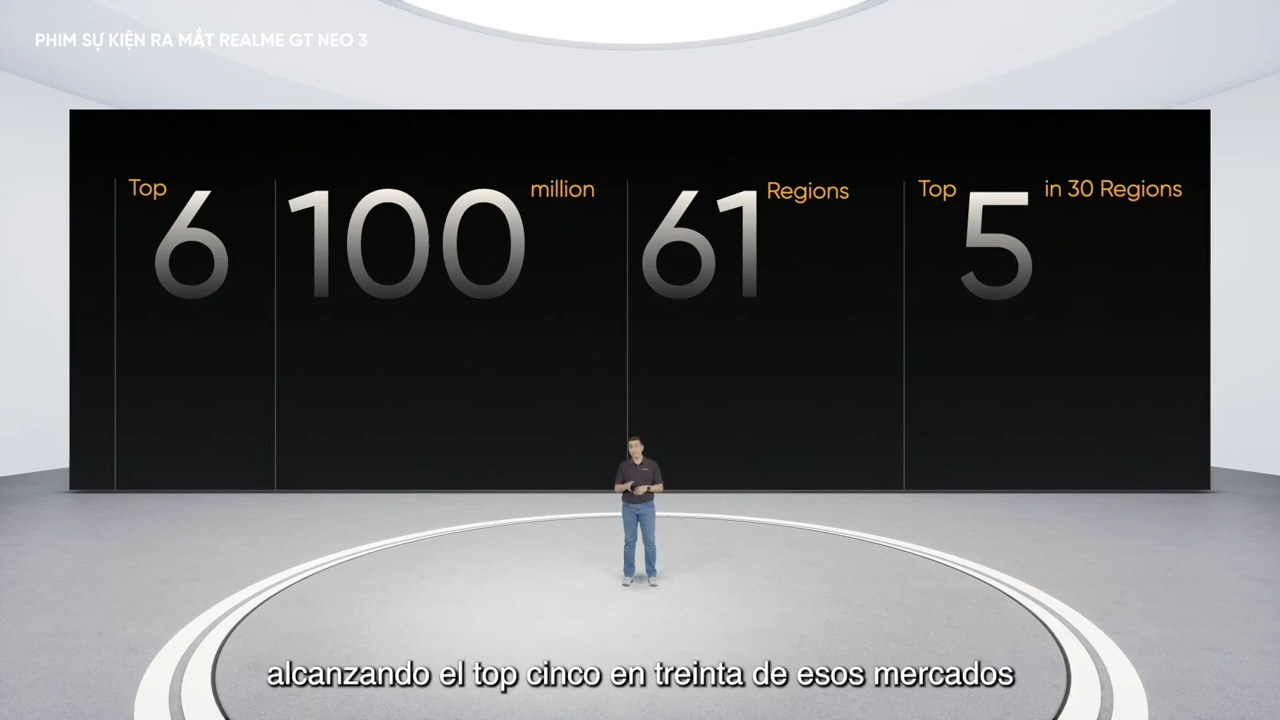 PHIM SỰ KIỆN RA MẮT REALME GT NEO 3
Top 6
100 million
61 Regions
Top 5 in 30 Regions
alcanzando el top cinco en treinta de esos mercados